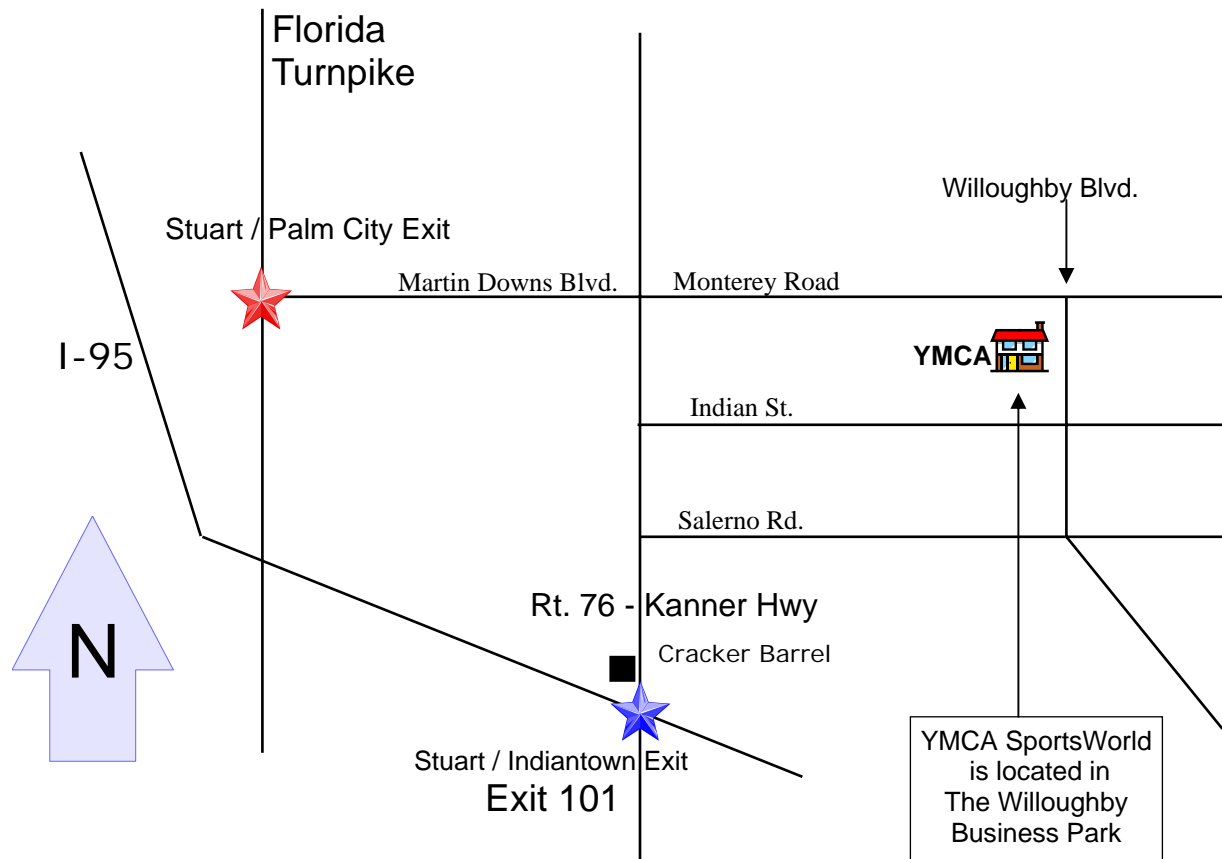 Florida
Turnpike
Willoughby Blvd.
Stuart / Palm City Exit
Martin Downs Blvd.
Monterey Road
I-95
YMCA
Indian St.
Salerno Rd.
Rt. 76 - Kanner Hwy
N
Cracker Barrel
Stuart / Indiantown Exit
Exit 101
YMCA SportsWorld
is located in
The Willoughby
Business Park